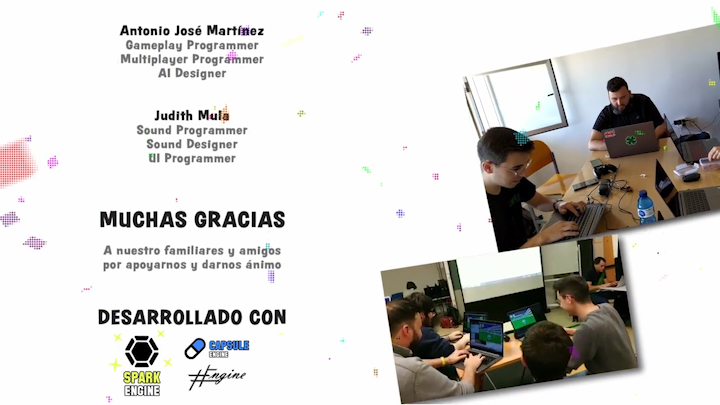 Antonio José Martínez
Gameplay Programmer
Multiplayer Programmer
AI Designer
Judith Mula
Sound Programmer
Sound Designer
UI Programmer
MUCHAS GRACIAS
A nuestro familiares y amigos
por apoyarnos y darnos ánimo
DESARROLLADO CON
SPARK
ENGINE
CAPSULE
ENGINE
#Engine